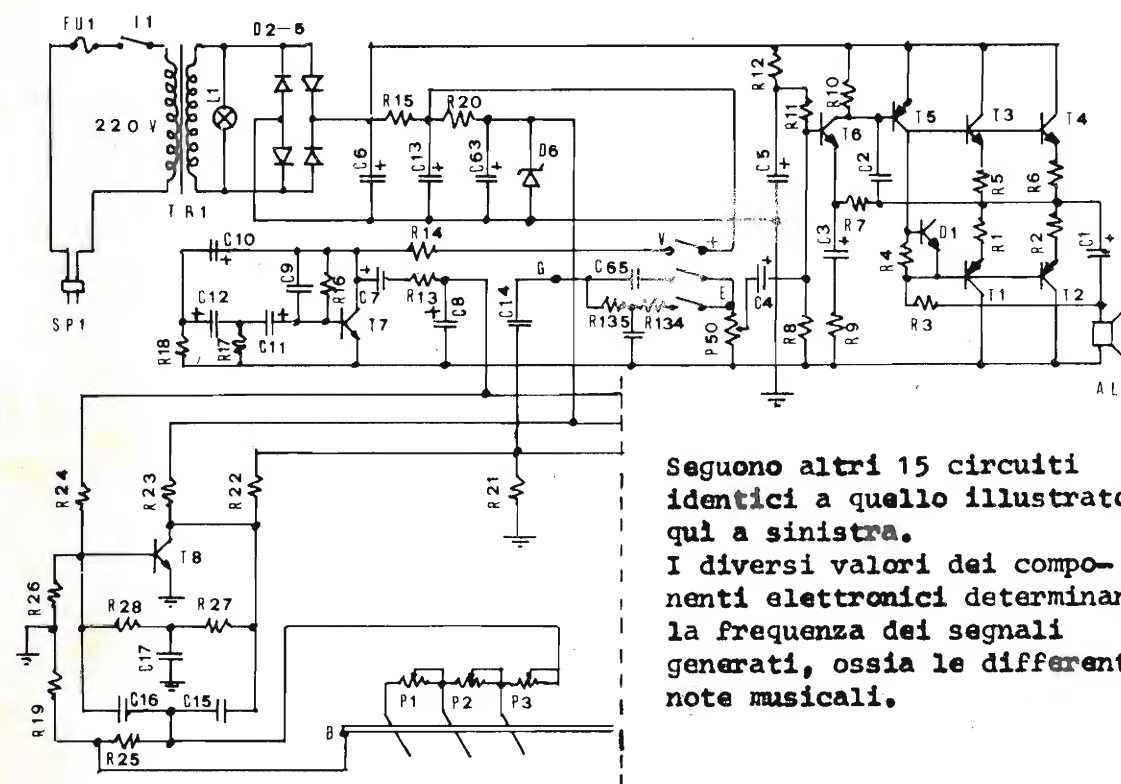 FU1 I1 D2-5
220 V
L1
TR1
SP1
R15 R20
C6 C13 C63 D6
R12 R11 R10
T6 T5 T3 T4
C5 C2 R5 R6
R7
C3 D1 R1 R2 C1
R4
T1 T2
R3
AL
R14
V +
C10
C9 R16 C7 R13 C8
T7
C12
R18 R17 C11
C14
G C65
E
R135 R134
P50 C4
R8 R9
R24 R23 R22
R21
T8
R26
R28 R27
C17
C16 C15
R19
R25
P1 P2 P3
B
Seguono altri 15 circuiti
identici a quello illustrato
quì a sinistra.
I diversi valori dei compo-
nenti elettronici determinan
la frequenza dei segnali
generati, ossia le different
note musicali.